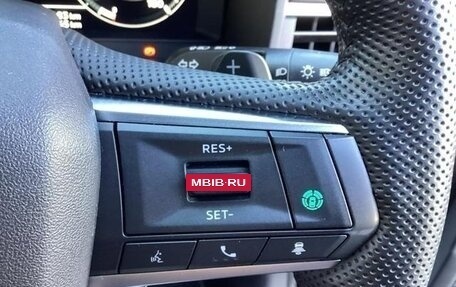 RES+
MBIB.RU
SET-